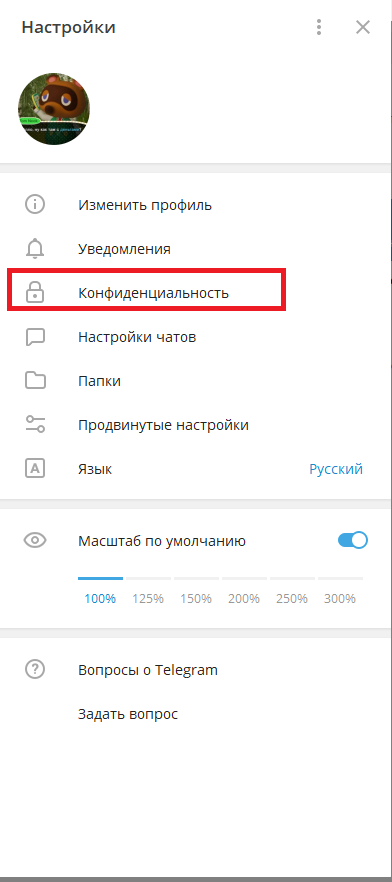 Настройки
Изменить профиль
Уведомления
Конфиденциальность
Настройки чатов
Папки
Продвинутые настройки
Язык Русский
Масштаб по умолчанию
100% 125% 150% 200% 250% 300%
Вопросы о Telegram
Задать вопрос